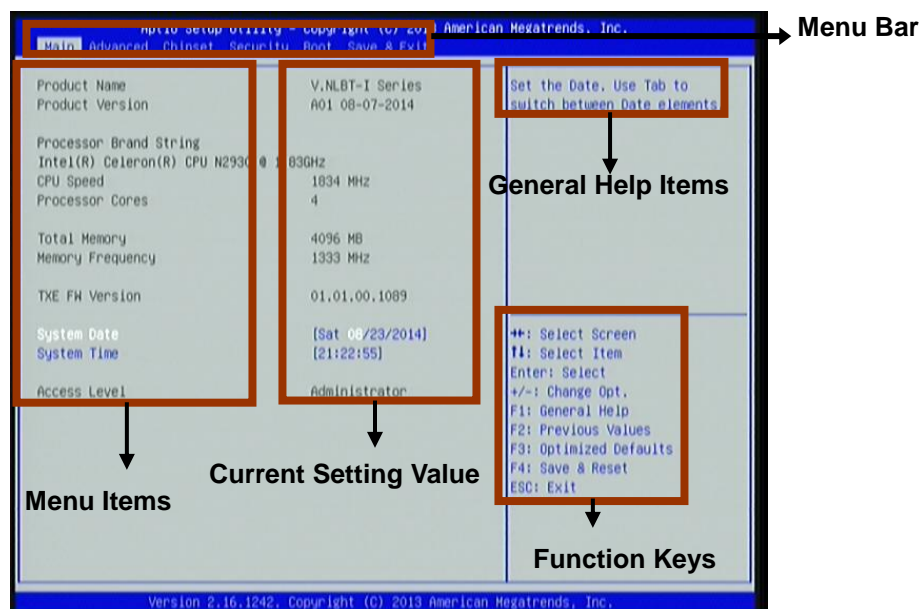 Aptio Setup Utility - Copyright (C) 2013 American Megatrends, Inc.
Main Advanced Chipset Security Boot Save & Exit
Menu Bar
Product Name V.NLBT-I Series
Product Version A01 08-07-2014
Processor Brand String
Intel(R) Celeron(R) CPU N2930 @ 1.83GHz
CPU Speed 1834 MHz
Processor Cores 4
Total Memory 4096 MB
Memory Frequency 1333 MHz
TXE FW Version 01.01.00.1089
System Date [Sat 08/23/2014]
System Time [21:22:55]
Access Level Administrator
Set the Date. Use Tab to
switch between Date elements
General Help Items
→←: Select Screen
↑↓: Select Item
Enter: Select
+/-: Change Opt.
F1: General Help
F2: Previous Values
F3: Optimized Defaults
F4: Save & Reset
ESC: Exit
Menu Items
Current Setting Value
Function Keys
Version 2.16.1242. Copyright (C) 2013 American Megatrends, Inc.